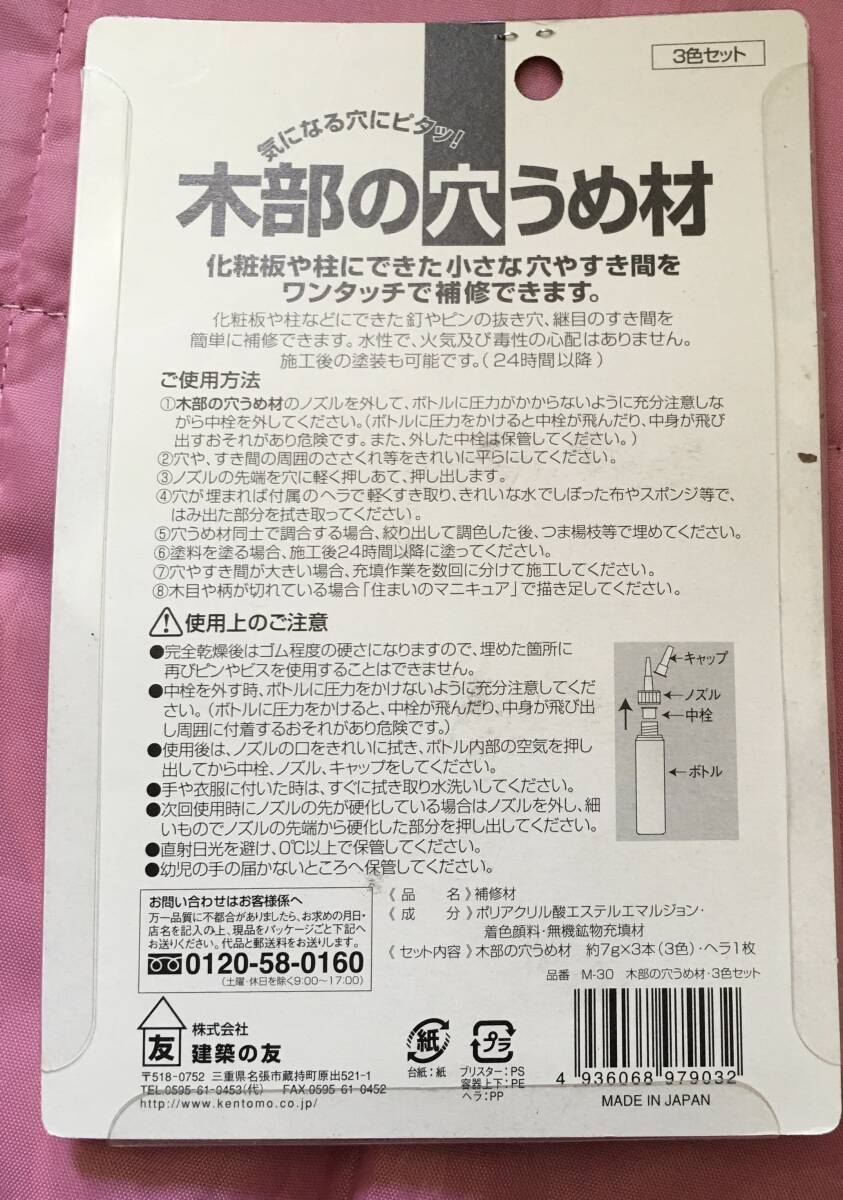 3色セット
気になる穴にピタッ!
木部の穴うめ材
化粧板や柱にできた小さな穴やすき間を
ワンタッチで補修できます。
化粧板や柱などにできた釘やピンの抜き穴、継目のすき間を
簡単に補修できます。水性で、火気及び毒性の心配はありません。
施工後の塗装も可能です。(24時間以降)
ご使用方法
①木部の穴うめ材のノズルを外して、ボトルに圧力がかからないように充分注意しな
がら中栓を外してください。(ボトルに圧力をかけると中栓が飛んだり、中身が飛び
出すおそれがあり危険です。また、外した中栓は保管してください。)
②穴や、すき間の周囲のささくれ等をきれいに平らにしてください。
③ノズルの先端を穴に軽く押しあて、押し出します。
④穴が埋まれば付属のヘラで軽くすき取り、きれいな水でしぼった布やスポンジ等で、
はみ出た部分を拭き取ってください。
⑤穴うめ材同士で調合する場合、絞り出して調色した後、つま楊枝等で埋めてください。
⑥塗料を塗る場合、施工後24時間以降に塗ってください。
⑦穴やすき間が大きい場合、充填作業を数回に分けて施工してください。
⑧木目や柄が切れている場合「住まいのマニキュア」で描き足してください。
⚠使用上のご注意
●完全乾燥後はゴム程度の硬さになりますので、埋めた箇所に
再びピンやビスを使用することはできません。
●中栓を外す時、ボトルに圧力をかけないように充分注意してくだ
さい。(ボトルに圧力をかけると、中栓が飛んだり、中身が飛び出
し周囲に付着するおそれがあり危険です。)
●使用後は、ノズルの口をきれいに拭き、ボトル内部の空気を押し
出してから中栓、ノズル、キャップをしてください。
●手や衣服に付いた時は、すぐに拭き取り水洗いしてください。
●次回使用時にノズルの先が硬化している場合はノズルを外し、細
いものでノズルの先端から硬化した部分を押し出してください。
●直射日光を避け、0℃以上で保管してください。
●幼児の手の届かないところへ保管してください。
キャップ
ノズル
中栓
ボトル
お問い合わせはお客様係へ
万一品質に不都合がありましたら、お求めの月日・
店名を記入の上、現品をパッケージごと下記へ
お送りください。代品と郵送料をお送りします。
0120-58-0160
(土曜・休日を除く9:00〜17:00)
《品 名》補修材
《成 分》ポリアクリル酸エステルエマルジョン・
着色顔料・無機鉱物充填材
《セット内容》木部の穴うめ材 約7g×3本(3色)・ヘラ1枚
品番 M-30 木部の穴うめ材・3色セット
友
株式会社
建築の友
〒518-0752 三重県名張市蔵持町原出521-1
TEL.0595-61-0453(代) FAX.0595-61-0452
http://www.kentomo.co.jp/
紙
台紙:紙
プラ
ブリスター:PS
容器上下:PE
ヘラ:PP
4 936068 979032
MADE IN JAPAN